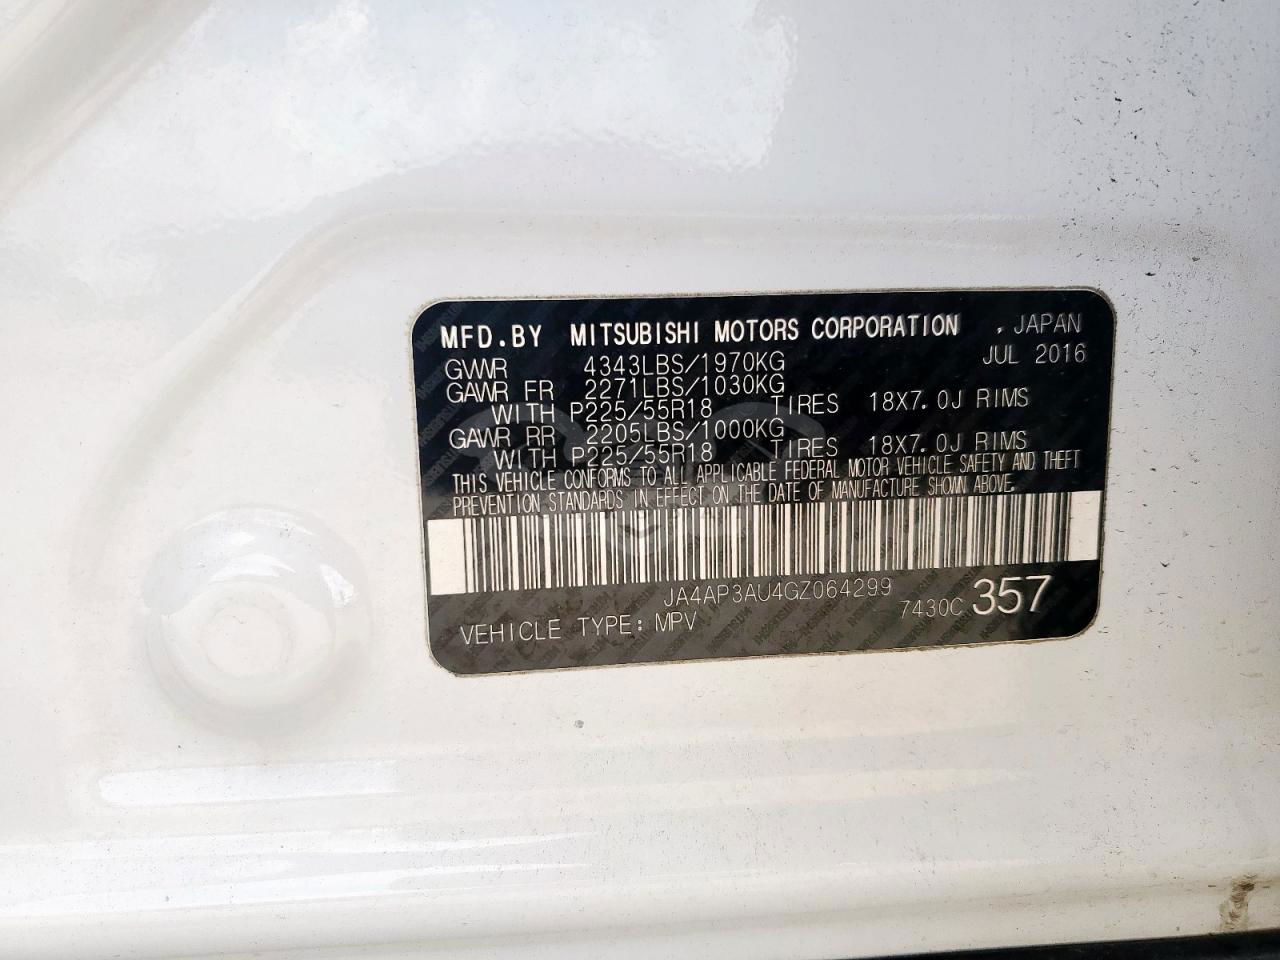 MFD.BY MITSUBISHI MOTORS CORPORATION , JAPAN
GVWR 4343LBS/1970KG JUL 2016
GAWR FR 2271LBS/1030KG
WITH P225/55R18 TIRES 18X7.0J RIMS
GAWR RR 2205LBS/1000KG
WITH P225/55R18 TIRES 18X7.0J RIMS
THIS VEHICLE CONFORMS TO ALL APPLICABLE FEDERAL MOTOR VEHICLE SAFETY AND THEFT
PREVENTION STANDARDS IN EFFECT ON THE DATE OF MANUFACTURE SHOWN ABOVE.
JA4AP3AU4GZ064299
VEHICLE TYPE: MPV 7430C 357